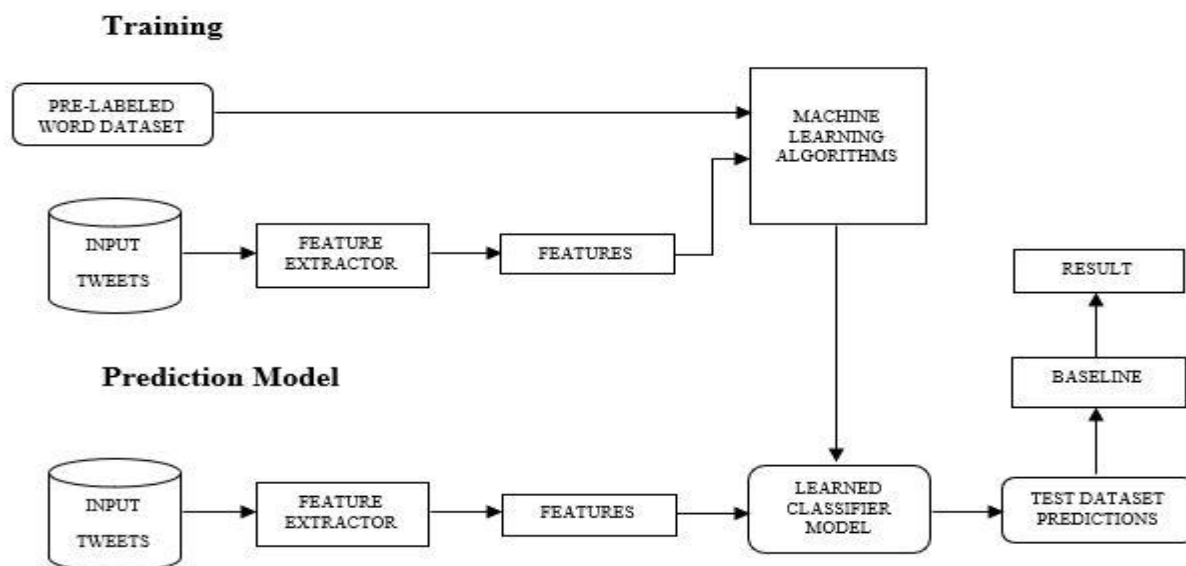 Training
PRE-LABELED
WORD DATASET
MACHINE
LEARNING
ALGORITHMS
INPUT
TWEETS
FEATURE
EXTRACTOR
FEATURES
RESULT
BASELINE
Prediction Model
INPUT
TWEETS
FEATURE
EXTRACTOR
FEATURES
LEARNED
CLASSIFIER
MODEL
TEST DATASET
PREDICTIONS